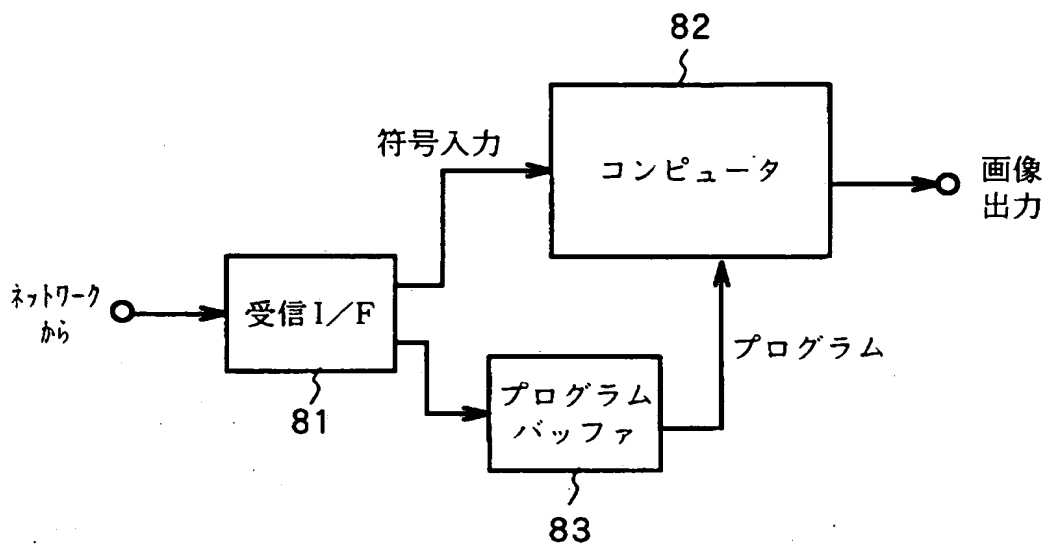 82
符号入力
コンピュータ
画像
出力
ネットワーク
から
受信I/F
81
プログラム
プログラム
バッファ
83